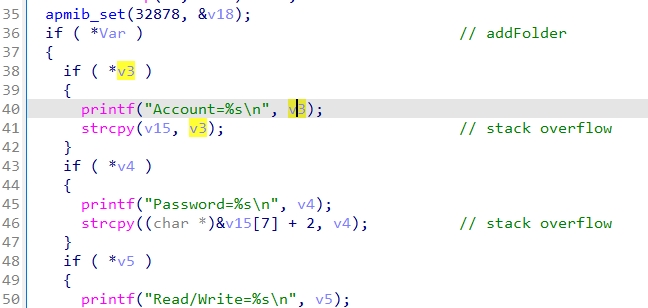 35 apmib_set(32878, &v18);
36 if ( *Var ) // addFolder
37 {
38 if ( *v3 )
39 {
40 printf("Account=%s\n", v3);
41 strcpy(v15, v3); // stack overflow
42 }
43 if ( *v4 )
44 {
45 printf("Password=%s\n", v4);
46 strcpy((char *)&v15[7] + 2, v4); // stack overflow
47 }
48 if ( *v5 )
49 {
50 printf("Read/Write=%s\n", v5);